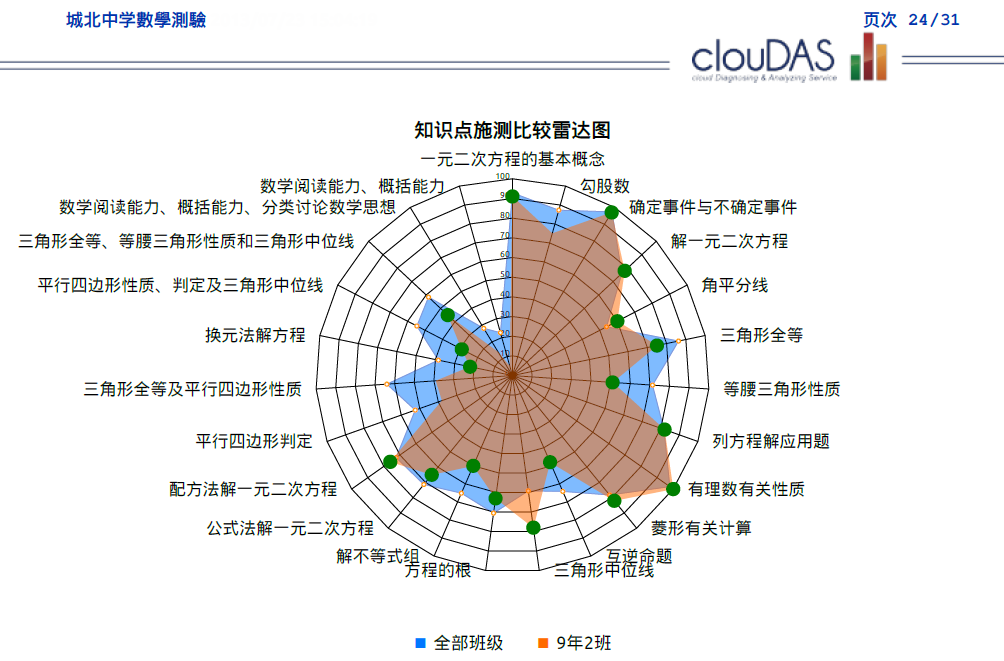 城北中学數學測驗
页次 24/31
clouDAS
cloud Diagnosing & Analyzing Service
知识点施测比较雷达图
一元二次方程的基本概念
数学阅读能力、概括能力
勾股数
数学阅读能力、概括能力、分类讨论数学思想
确定事件与不确定事件
三角形全等、等腰三角形性质和三角形中位线
解一元二次方程
平行四边形性质、判定及三角形中位线
角平分线
换元法解方程
三角形全等
三角形全等及平行四边形性质
等腰三角形性质
平行四边形判定
列方程解应用题
配方法解一元二次方程
有理数有关性质
公式法解一元二次方程
菱形有关计算
解不等式组
互逆命题
方程的根
三角形中位线
100
80
70
60
50
40
30
20
10
全部班级
9年2班